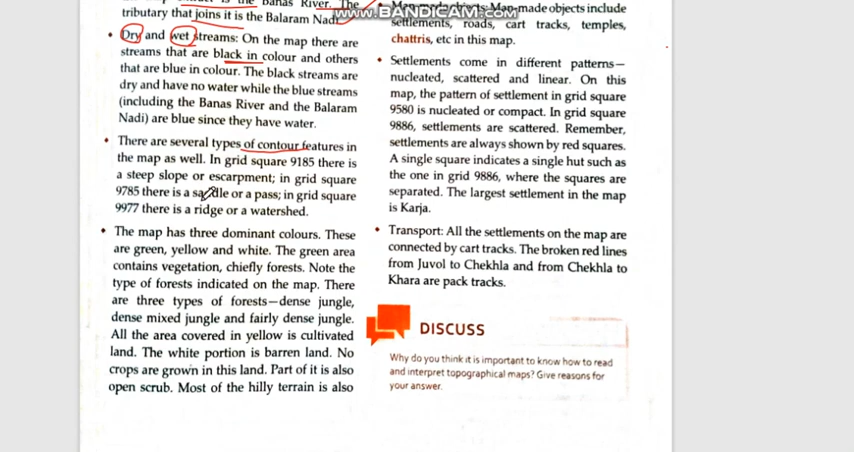 Banas River. The
tributary that joins it is the Balaram Nadi.
• Dry and wet streams: On the map there are
streams that are black in colour and others
that are blue in colour. The black streams are
dry and have no water while the blue streams
(including the Banas River and the Balaram
Nadi) are blue since they have water.
• There are several types of contour features in
the map as well. In grid square 9185 there is
a steep slope or escarpment; in grid square
9785 there is a saddle or a pass; in grid square
9977 there is a ridge or a watershed.
• The map has three dominant colours. These
are green, yellow and white. The green area
contains vegetation, chiefly forests. Note the
type of forests indicated on the map. There
are three types of forests—dense jungle,
dense mixed jungle and fairly dense jungle.
All the area covered in yellow is cultivated
land. The white portion is barren land. No
crops are grown in this land. Part of it is also
open scrub. Most of the hilly terrain is also
Map-made objects include
www.BANDICAM.com
settlements, roads, cart tracks, temples,
chattris, etc in this map.
• Settlements come in different patterns—
nucleated, scattered and linear. On this
map, the pattern of settlement in grid square
9580 is nucleated or compact. In grid square
9886, settlements are scattered. Remember,
settlements are always shown by red squares.
A single square indicates a single hut such as
the one in grid 9886, where the squares are
separated. The largest settlement in the map
is Karja.
• Transport: All the settlements on the map are
connected by cart tracks. The broken red lines
from Juvol to Chekhla and from Chekhla to
Khara are pack tracks.
DISCUSS
Why do you think it is important to know how to read
and interpret topographical maps? Give reasons for
your answer.